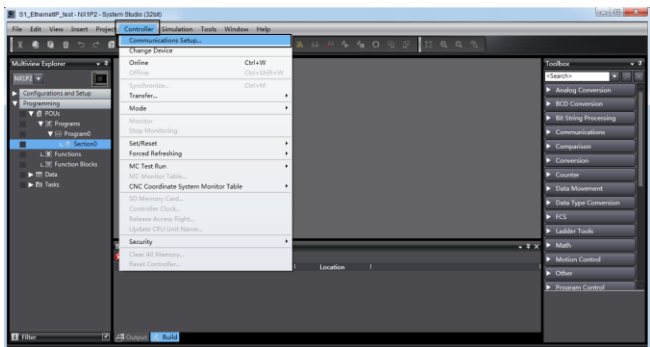 S1_EthernetIP_test - NX1P2 - System Studio (32bit)
File Edit View Insert Project Controller Simulation Tools Window Help
Communications Setup...
Change Device
Online Ctrl+W
Offline Ctrl+Shift+W
Synchronize... Ctrl+M
Transfer...
Mode
Monitor
Stop Monitoring
Set/Reset
Forced Refreshing
MC Test Run
MC Monitor Table...
CNC Coordinate System Monitor Table
SD Memory Card...
Controller Clock...
Release Access Right...
Update CPU Unit Name...
Security
Clear All Memory...
Reset Controller...
Multiview Explorer
NX1P2
Configurations and Setup
Programming
POUs
Programs
Program0
Section0
Functions
Function Blocks
Data
Tasks
Filter
Location
Output Build
Toolbox
<Search>
Analog Conversion
BCD Conversion
Bit String Processing
Communications
Comparison
Conversion
Counter
Data Movement
Data Type Conversion
FCS
Ladder Tools
Math
Motion Control
Other
Program Control